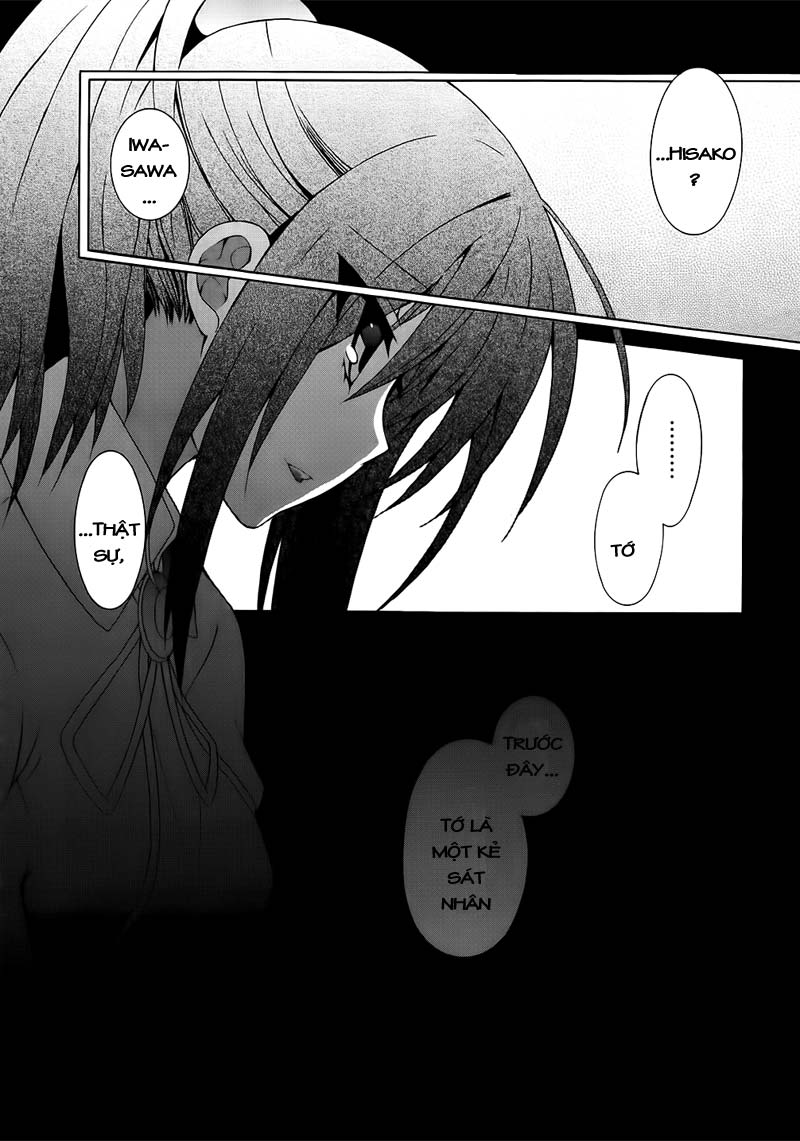 ...HISAKO
?
IWA-
SAWA
...
........
TỚ
...THẬT
SỰ,
TRƯỚC
ĐÂY...
TỚ LÀ
MỘT KẺ
SÁT
NHÂN